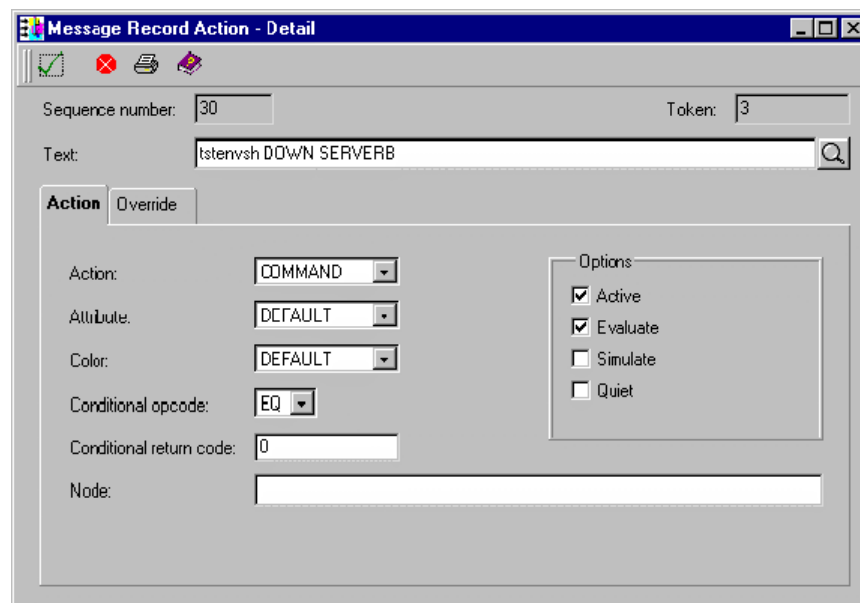 Message Record Action - Detail
Sequence number: 30 Token: 3
Text: tstenvsh DOWN SERVERB
Action Override
Action: COMMAND
Attribute: DEFAULT
Color: DEFAULT
Conditional opcode: EQ
Conditional return code: 0
Node:
Options
Active
Evaluate
Simulate
Quiet